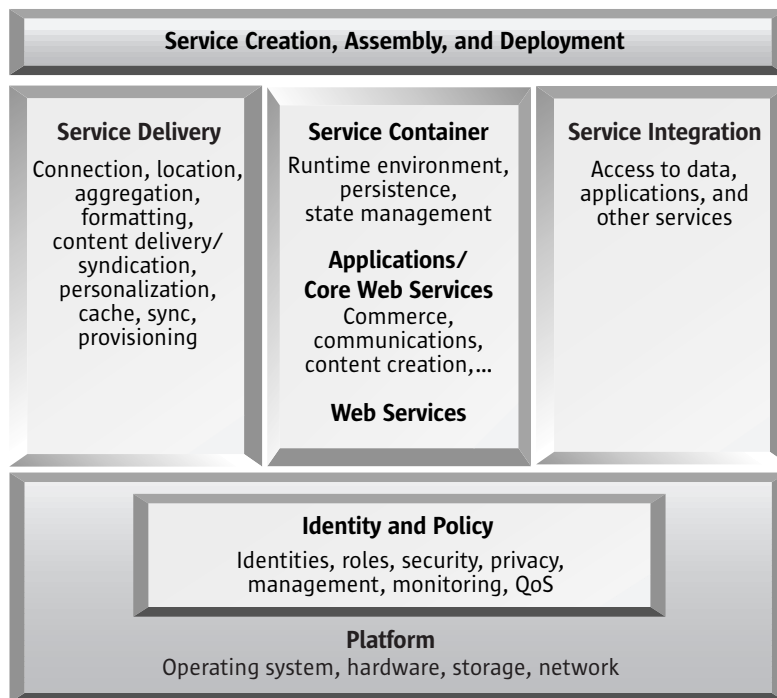 Service Creation, Assembly, and Deployment
Service Delivery
Connection, location,
aggregation,
formatting,
content delivery/
syndication,
personalization,
cache, sync,
provisioning
Service Container
Runtime environment,
persistence,
state management
Applications/
Core Web Services
Commerce,
communications,
content creation,...
Web Services
Service Integration
Access to data,
applications, and
other services
Identity and Policy
Identities, roles, security, privacy,
management, monitoring, QoS
Platform
Operating system, hardware, storage, network